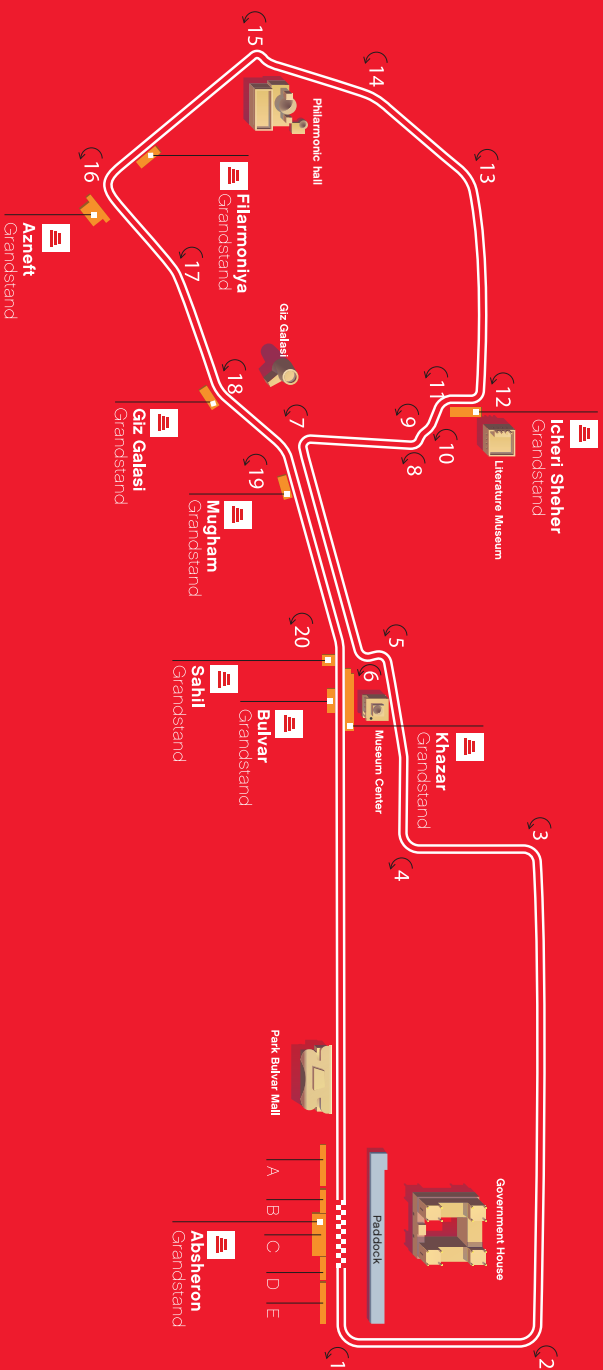 15
14
13
Philarmonic hall
16
Filarmoniya
Grandstand
Azneft
Grandstand
17
Giz Galasi
18
Giz Galasi
Grandstand
7
19
Mugham
Grandstand
12
11
10
9
8
Icheri Sheher
Grandstand
Literature Museum
20
5
6
Sahil
Grandstand
Bulvar
Grandstand
Museum Center
Khazar
Grandstand
3
4
Park Bulvar Mall
Government House
Paddock
A
B
C
D
E
Absheron
Grandstand
1
2